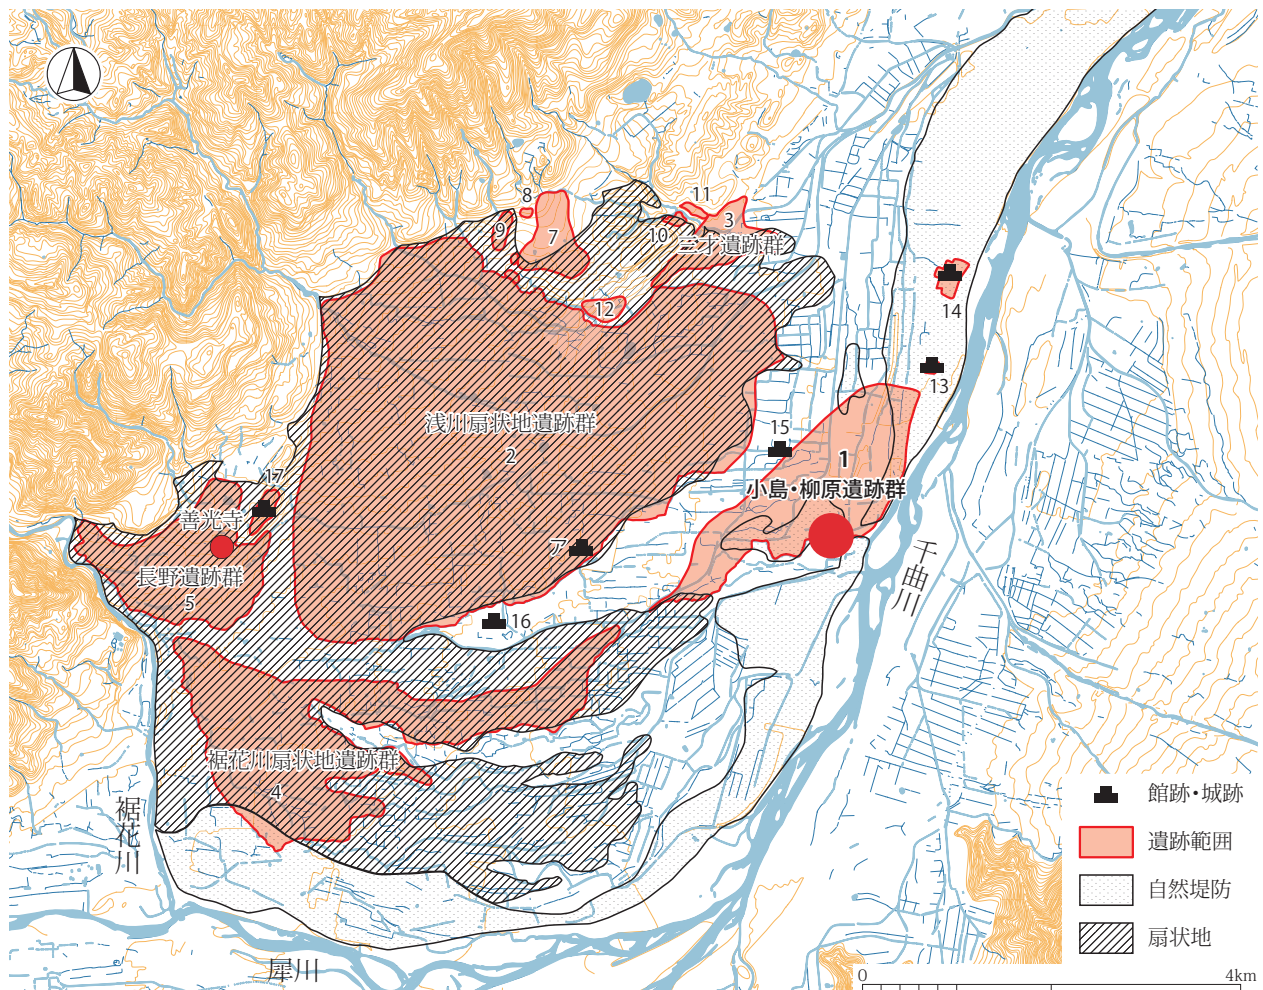 8
11
9
7
3
10
三才遺跡群
12
14
13
浅川扇状地遺跡群
2
15
1
小島・柳原遺跡群
17
善光寺
ア
長野遺跡群
5
千曲川
16
裾花川扇状地遺跡群
4
裾花川
犀川
館跡・城跡
遺跡範囲
自然堤防
扇状地
0
4km